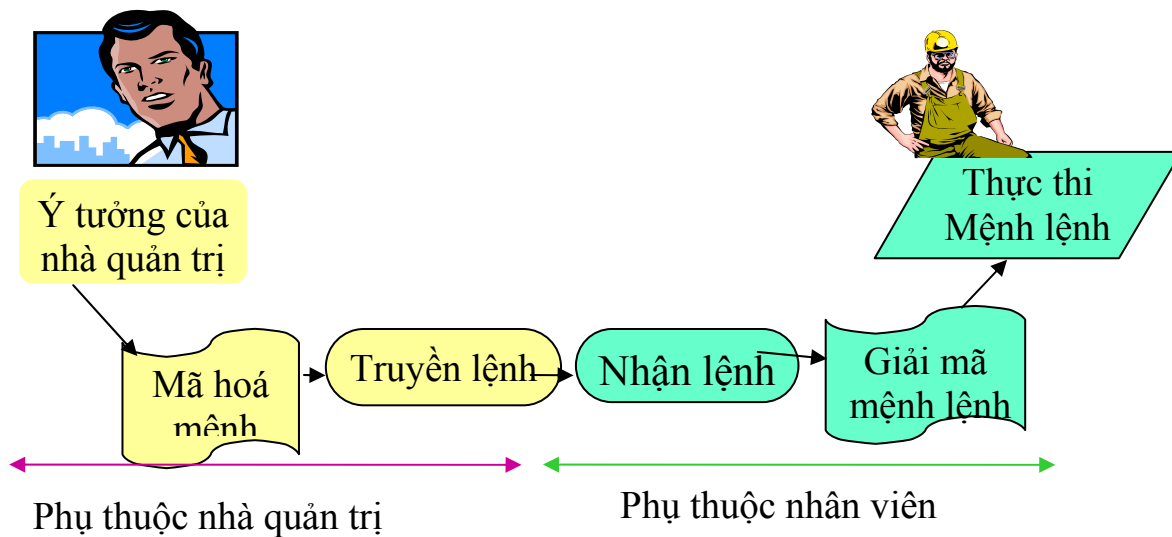 Ý tưởng của
nhà quản trị
Mã hoá
mệnh
Truyền lệnh
Nhận lệnh
Giải mã
mệnh lệnh
Thực thi
Mệnh lệnh
Phụ thuộc nhà quản trị
Phụ thuộc nhân viên